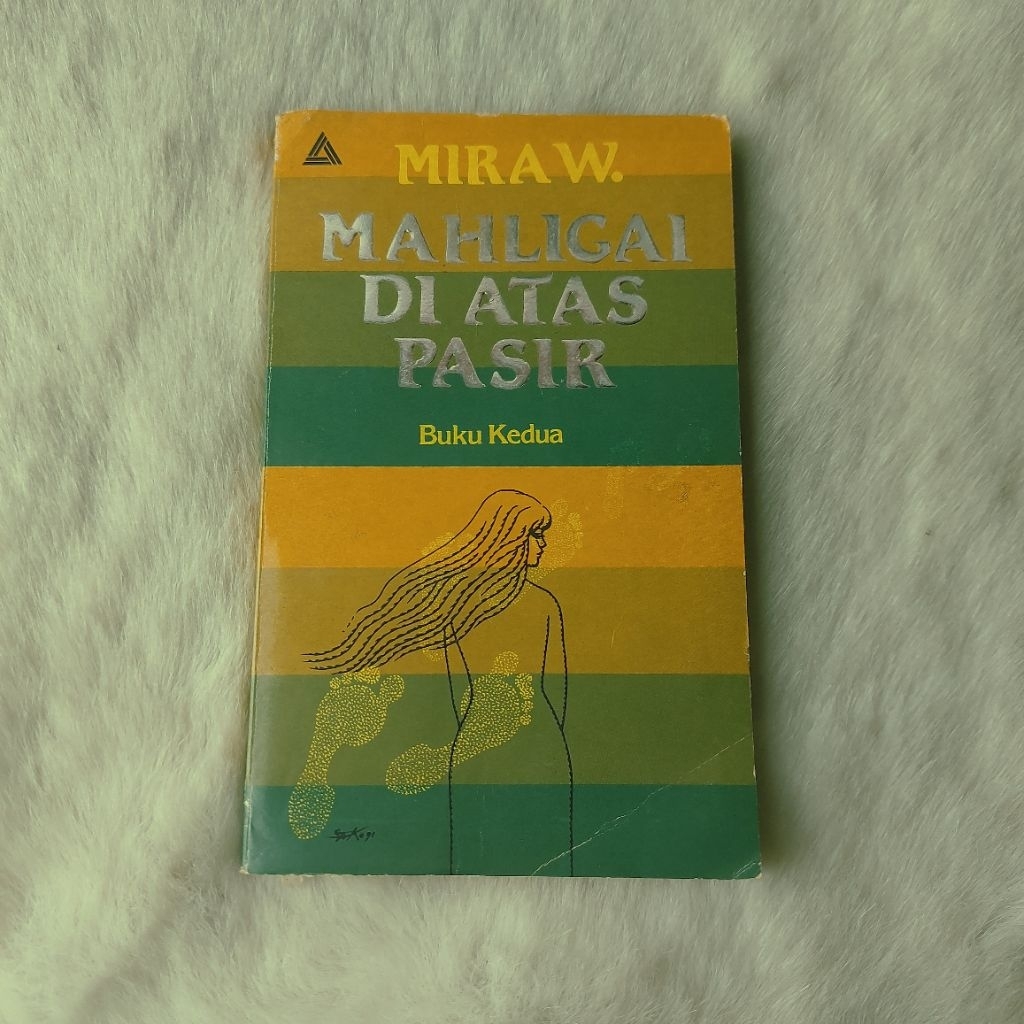 MIRA W.
MAHLIGAI
DI ATAS
PASIR
Buku Kedua